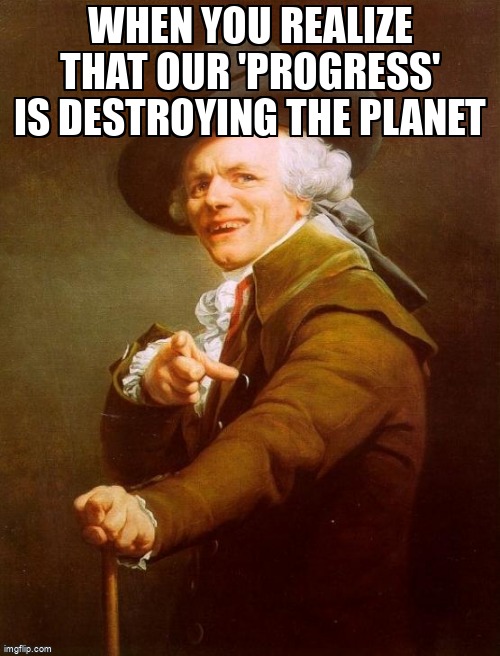 WHEN YOU REALIZE
THAT OUR 'PROGRESS'
IS DESTROYING THE PLANET
imgflip.com